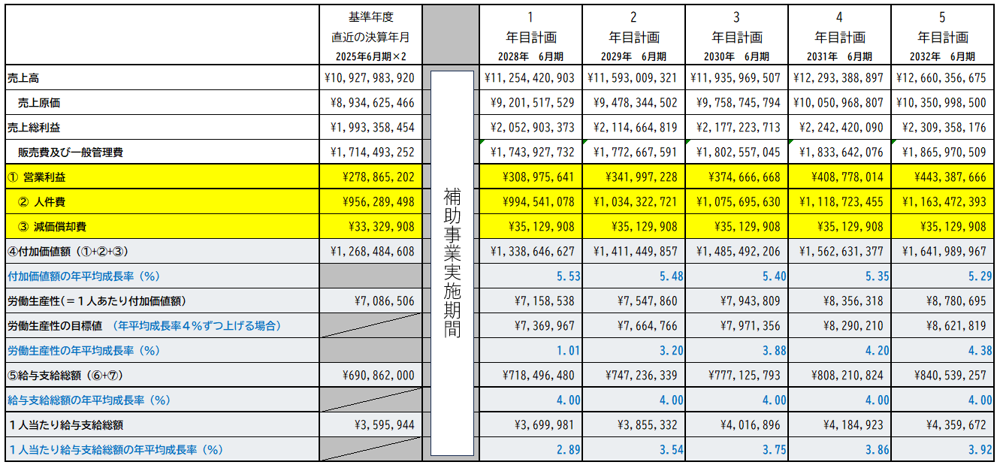 基準年度 1 2 3 4 5
直近の決算年月 年目計画 年目計画 年目計画 年目計画 年目計画
2025年6月期×2 2028年 6月期 2029年 6月期 2030年 6月期 2031年 6月期 2032年 6月期
売上高 ¥10,927,983,920 ¥11,254,420,903 ¥11,593,009,321 ¥11,935,969,507 ¥12,293,388,897 ¥12,660,356,675
売上原価 ¥8,934,625,466 ¥9,201,517,529 ¥9,478,344,502 ¥9,758,745,794 ¥10,050,968,807 ¥10,350,998,500
売上総利益 ¥1,993,358,454 ¥2,052,903,373 ¥2,114,664,819 ¥2,177,223,713 ¥2,242,420,090 ¥2,309,358,176
販売費及び一般管理費 ¥1,714,493,252 ¥1,743,927,732 ¥1,772,667,591 ¥1,802,557,045 ¥1,833,642,076 ¥1,865,970,509
① 営業利益 ¥278,865,202 ¥308,975,641 ¥341,997,228 ¥374,666,668 ¥408,778,014 ¥443,387,666
② 人件費 ¥956,289,498 ¥994,541,078 ¥1,034,322,721 ¥1,075,695,630 ¥1,118,723,455 ¥1,163,472,393
③ 減価償却費 ¥33,329,908 ¥35,129,908 ¥35,129,908 ¥35,129,908 ¥35,129,908 ¥35,129,908
④付加価値額（①+②+③） ¥1,268,484,608 ¥1,338,646,627 ¥1,411,449,857 ¥1,485,492,206 ¥1,562,631,377 ¥1,641,989,967
付加価値額の年平均成長率（%） 5.53 5.48 5.40 5.35 5.29
労働生産性(＝１人あたり付加価値額) ¥7,086,506 ¥7,158,538 ¥7,547,860 ¥7,943,809 ¥8,356,318 ¥8,780,695
労働生産性の目標値 （年平均成長率４%ずつ上げる場合） ¥7,369,967 ¥7,664,766 ¥7,971,356 ¥8,290,210 ¥8,621,819
労働生産性の年平均成長率（%） 1.01 3.20 3.88 4.20 4.38
⑤給与支給総額（⑥+⑦） ¥690,862,000 ¥718,496,480 ¥747,236,339 ¥777,125,793 ¥808,210,824 ¥840,539,257
給与支給総額の年平均成長率（%） 4.00 4.00 4.00 4.00 4.00
１人当たり給与支給総額 ¥3,595,944 ¥3,699,981 ¥3,855,332 ¥4,016,896 ¥4,184,923 ¥4,359,672
１人当たり給与支給総額の年平均成長率（%） 2.89 3.54 3.75 3.86 3.92
補助事業実施期間